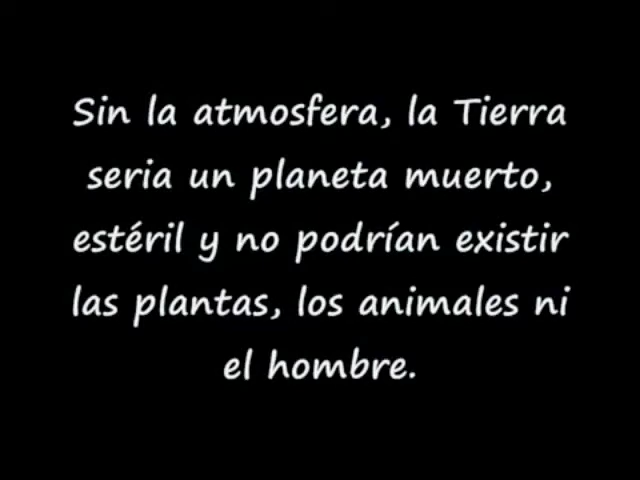 Sin la atmosfera, la Tierra
seria un planeta muerto,
estéril y no podrían existir
las plantas, los animales ni
el hombre.